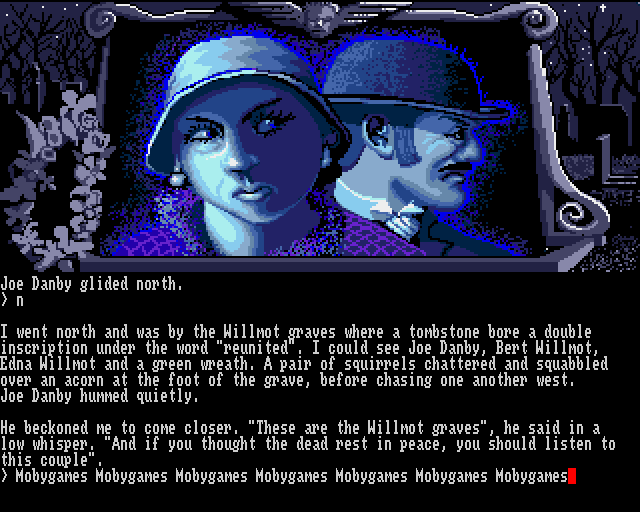 Joe Danby glided north.
> n
I went north and was by the Willmot graves where a tombstone bore a double
inscription under the word "reunited". I could see Joe Danby, Bert Willmot,
Edna Willmot and a green wreath. A pair of squirrels chattered and squabbled
over an acorn at the foot of the grave, before chasing one another west.
Joe Danby hummed quietly.
He beckoned me to come closer. "These are the Willmot graves", he said in a
low whisper. "And if you thought the dead rest in peace, you should listen to
this couple".
> Mobygames Mobygames Mobygames Mobygames Mobygames Mobygames Mobygames